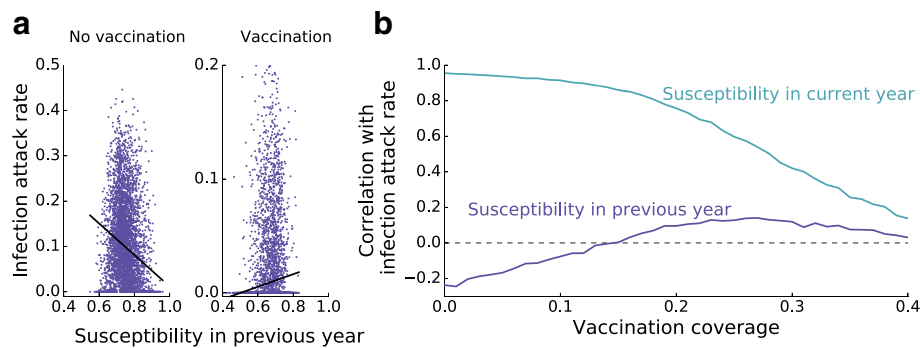 a
No vaccination
Vaccination
Infection attack rate
0.5
0.4
0.3
0.2
0.1
0.0
0.4 0.6 0.8 1.0
0.2
0.1
0.0
0.4 0.6 0.8 1.0
Susceptibility in previous year
b
Correlation with
infection attack rate
1.0
0.8
0.6
0.4
0.2
0.0
−0.2
Susceptibility in current year
Susceptibility in previous year
0.0 0.1 0.2 0.3 0.4
Vaccination coverage